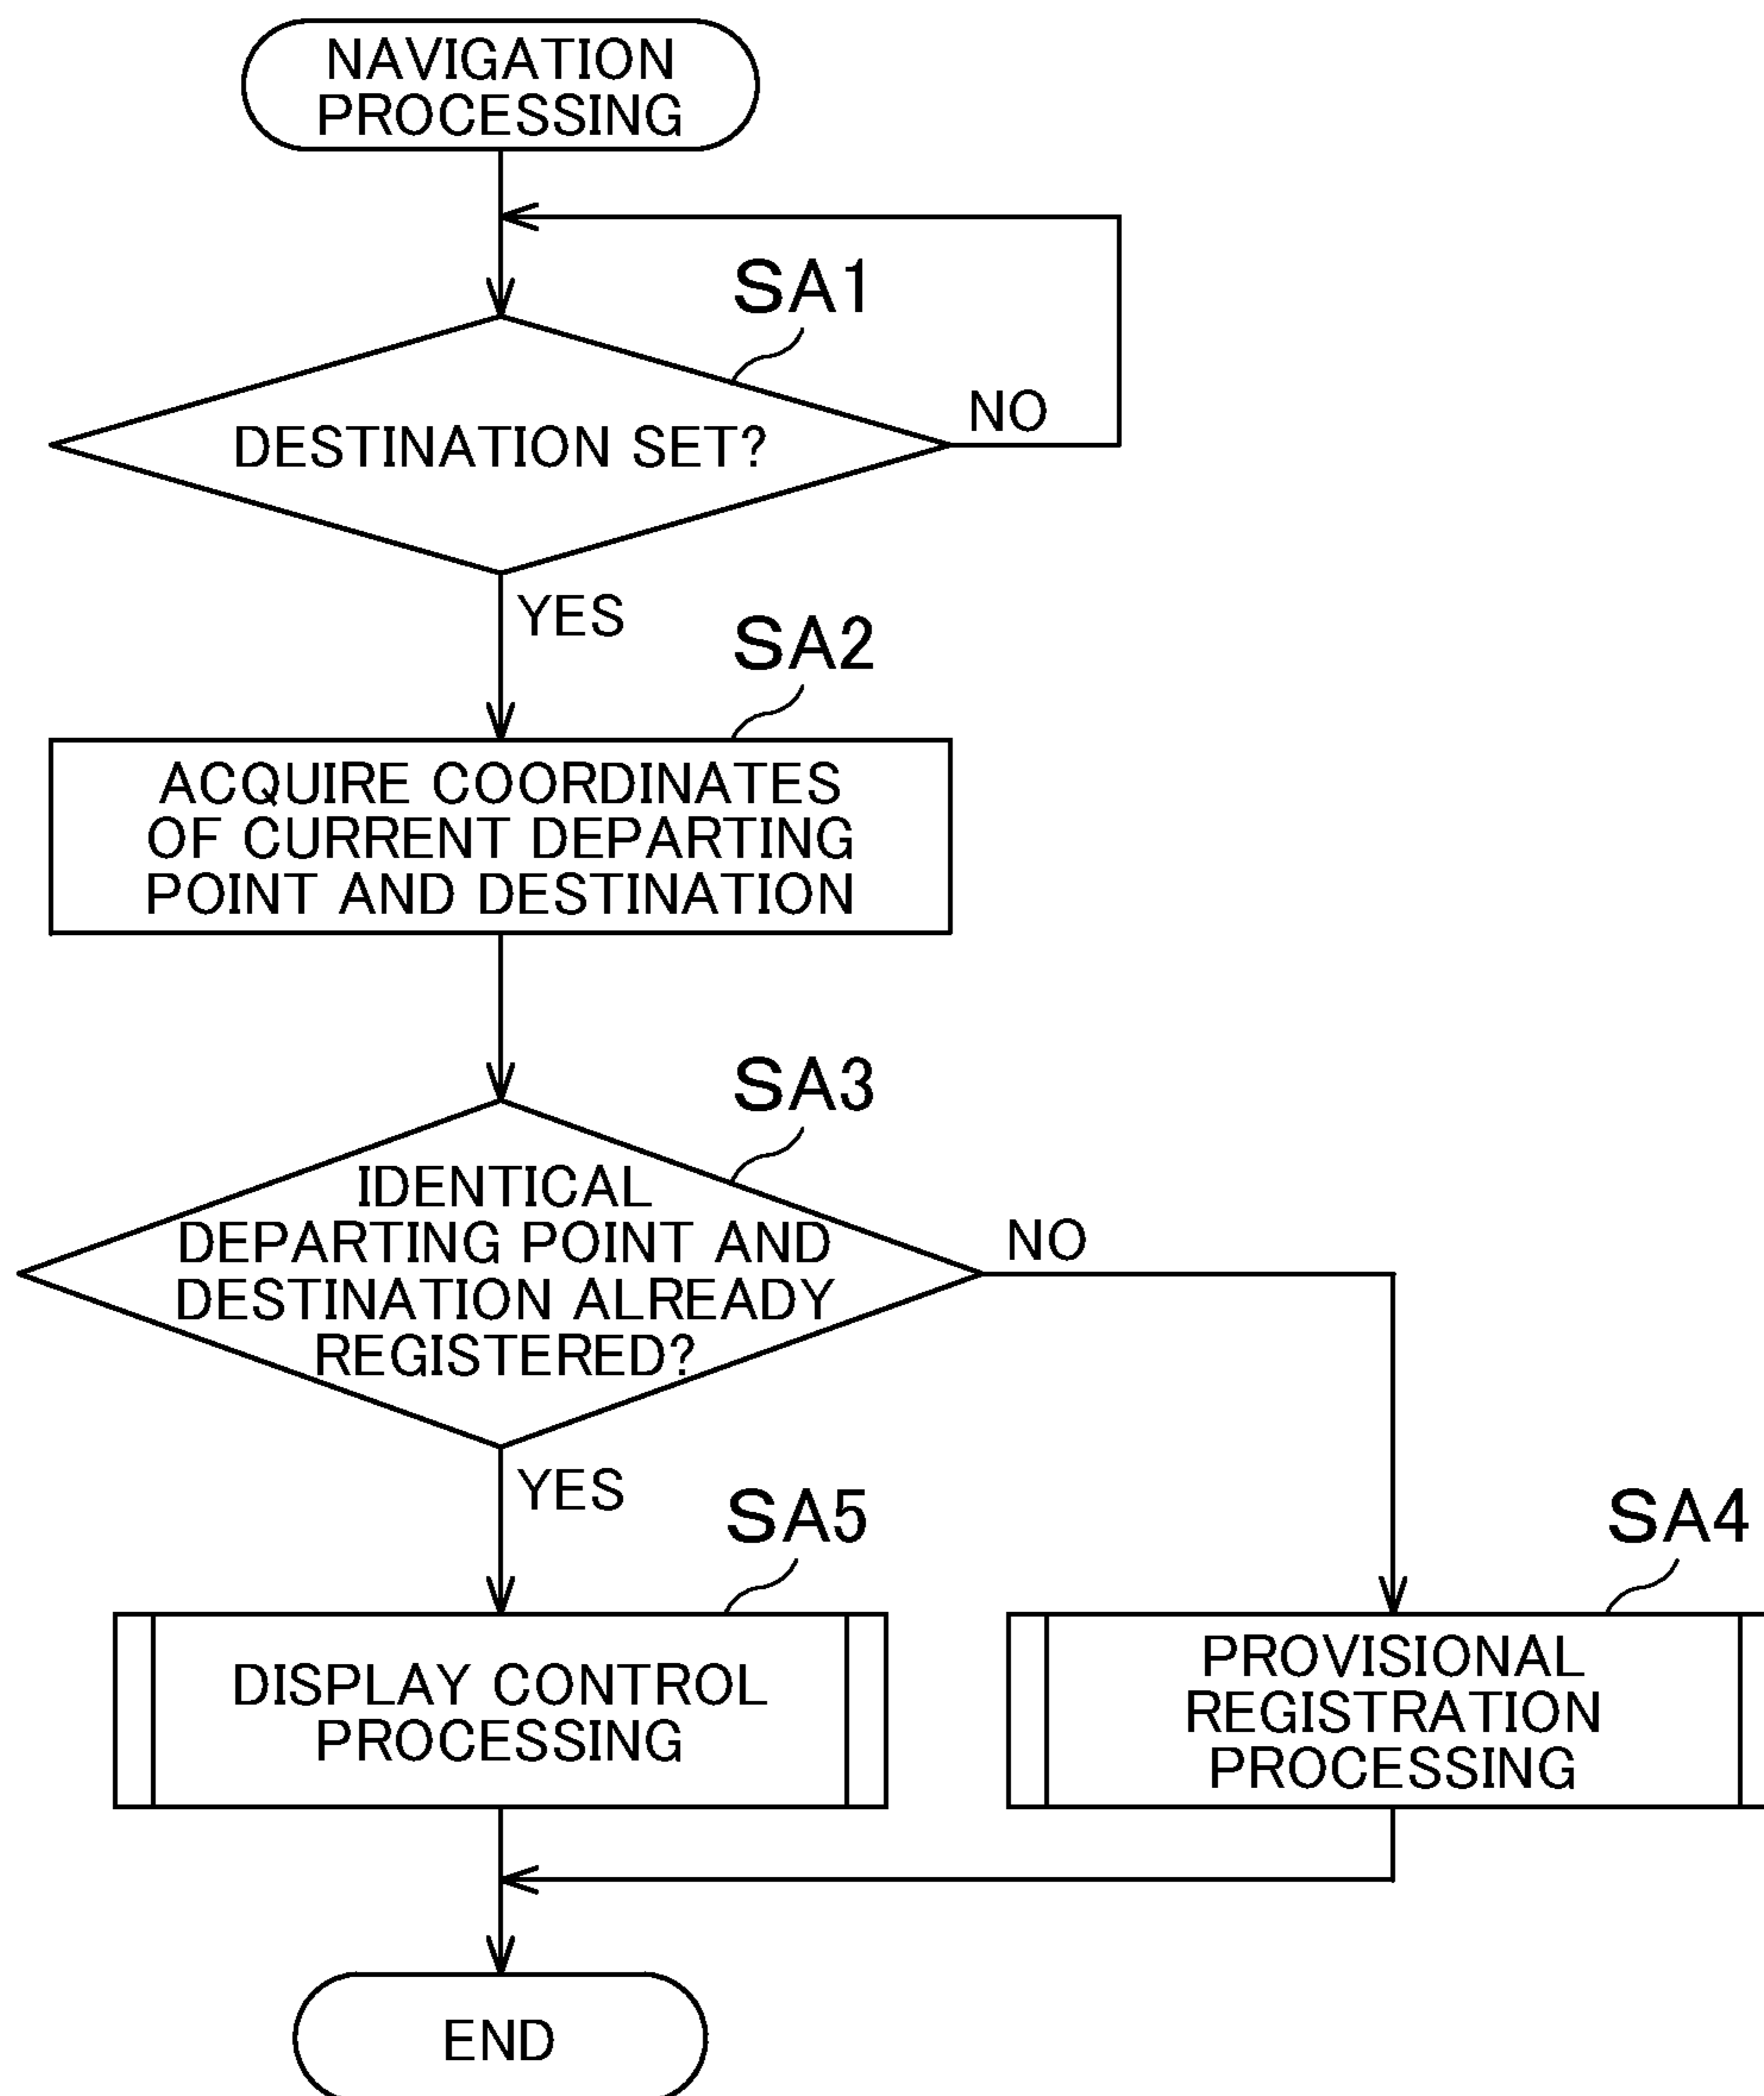 NAVIGATION
PROCESSING
SA1
DESTINATION SET?
NO
YES
SA2
ACQUIRE COORDINATES
OF CURRENT DEPARTING
POINT AND DESTINATION
SA3
IDENTICAL
DEPARTING POINT AND
DESTINATION ALREADY
REGISTERED?
NO
YES
SA5
DISPLAY CONTROL
PROCESSING
SA4
PROVISIONAL
REGISTRATION
PROCESSING
END